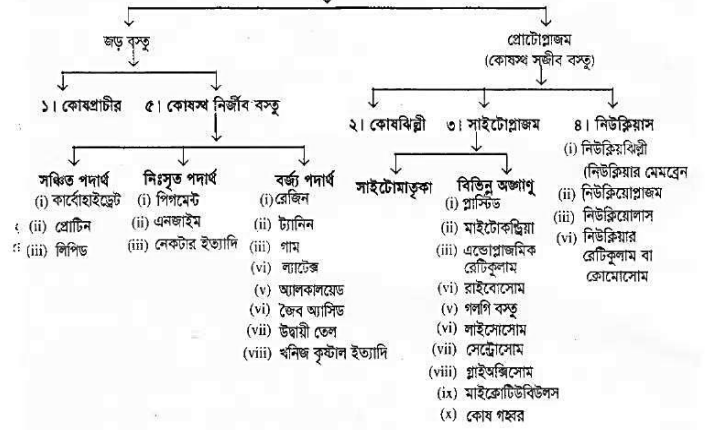 জড় বস্তু
প্রোটোপ্লাজম
(কোষস্থ সজীব বস্তু)
১। কোষপ্রাচীর
৫। কোষস্থ নির্জীব বস্তু
২। কোষঝিল্লী
৩। সাইটোপ্লাজম
৪। নিউক্লিয়াস
(i) নিউক্লিয়ঝিল্লী
(নিউক্লিয়ার মেমব্রেন
(ii) নিউক্লিয়োপ্লাজম
(iii) নিউক্লিয়োলাস
(vi) নিউক্লিয়ার
রেটিকুলাম বা
ক্রোমোসোম
সঞ্চিত পদার্থ
(i) কার্বোহাইড্রেট
(ii) প্রোটিন
(iii) লিপিড
নিঃসৃত পদার্থ
(i) পিগমেন্ট
(ii) এনজাইম
(iii) নেকটার ইত্যাদি
বর্জ্য পদার্থ
(i) রেজিন
(ii) ট্যানিন
(iii) গাম
(vi) ল্যাটেক্স
(v) অ্যালকালয়েড
(vi) জৈব অ্যাসিড
(vii) উদ্বায়ী তেল
(viii) খনিজ কৃষ্টাল ইত্যাদি
সাইটোমাতৃকা
বিভিন্ন অঙ্গাণু
(i) প্লাস্টিড
(ii) মাইটোকন্ড্রিয়া
(iii) এন্ডোপ্লাজমিক
রেটিকুলাম
(vi) রাইবোসোম
(v) গলগি বস্তু
(vi) লাইসোসোম
(vii) সেন্ট্রোসোম
(viii) গ্লাইঅক্সিসোম
(ix) মাইক্রোটিউবিউলস
(x) কোষ গহ্বর